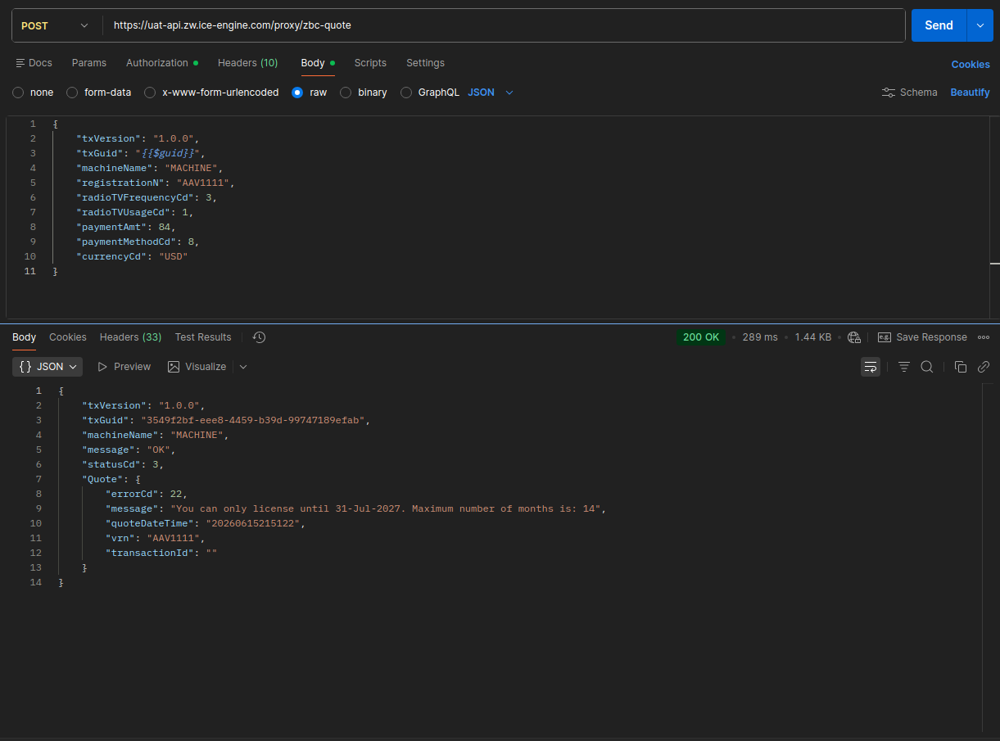 POST https://uat-api.zw.ice-engine.com/proxy/zbc-quote Send
Docs Params Authorization Headers (10) Body Scripts Settings Cookies
none form-data x-www-form-urlencoded raw binary GraphQL JSON Schema Beautify
1 {
2 "txVersion": "1.0.0",
3 "txGuid": "{{$guid}}",
4 "machineName": "MACHINE",
5 "registrationN": "AAV1111",
6 "radioTVFrequencyCd": 3,
7 "radioTVUsageCd": 1,
8 "paymentAmt": 84,
9 "paymentMethodCd": 8,
10 "currencyCd": "USD"
11 }
Body Cookies Headers (33) Test Results 200 OK • 289 ms • 1.44 KB • e.g. Save Response
{} JSON Preview Visualize
1 {
2 "txVersion": "1.0.0",
3 "txGuid": "3549f2bf-eee8-4459-b39d-99747189efab",
4 "machineName": "MACHINE",
5 "message": "OK",
6 "statusCd": 3,
7 "Quote": {
8 "errorCd": 22,
9 "message": "You can only license until 31-Jul-2027. Maximum number of months is: 14",
10 "quoteDateTime": "20260615215122",
11 "vrn": "AAV1111",
12 "transactionId": ""
13 }
14 }